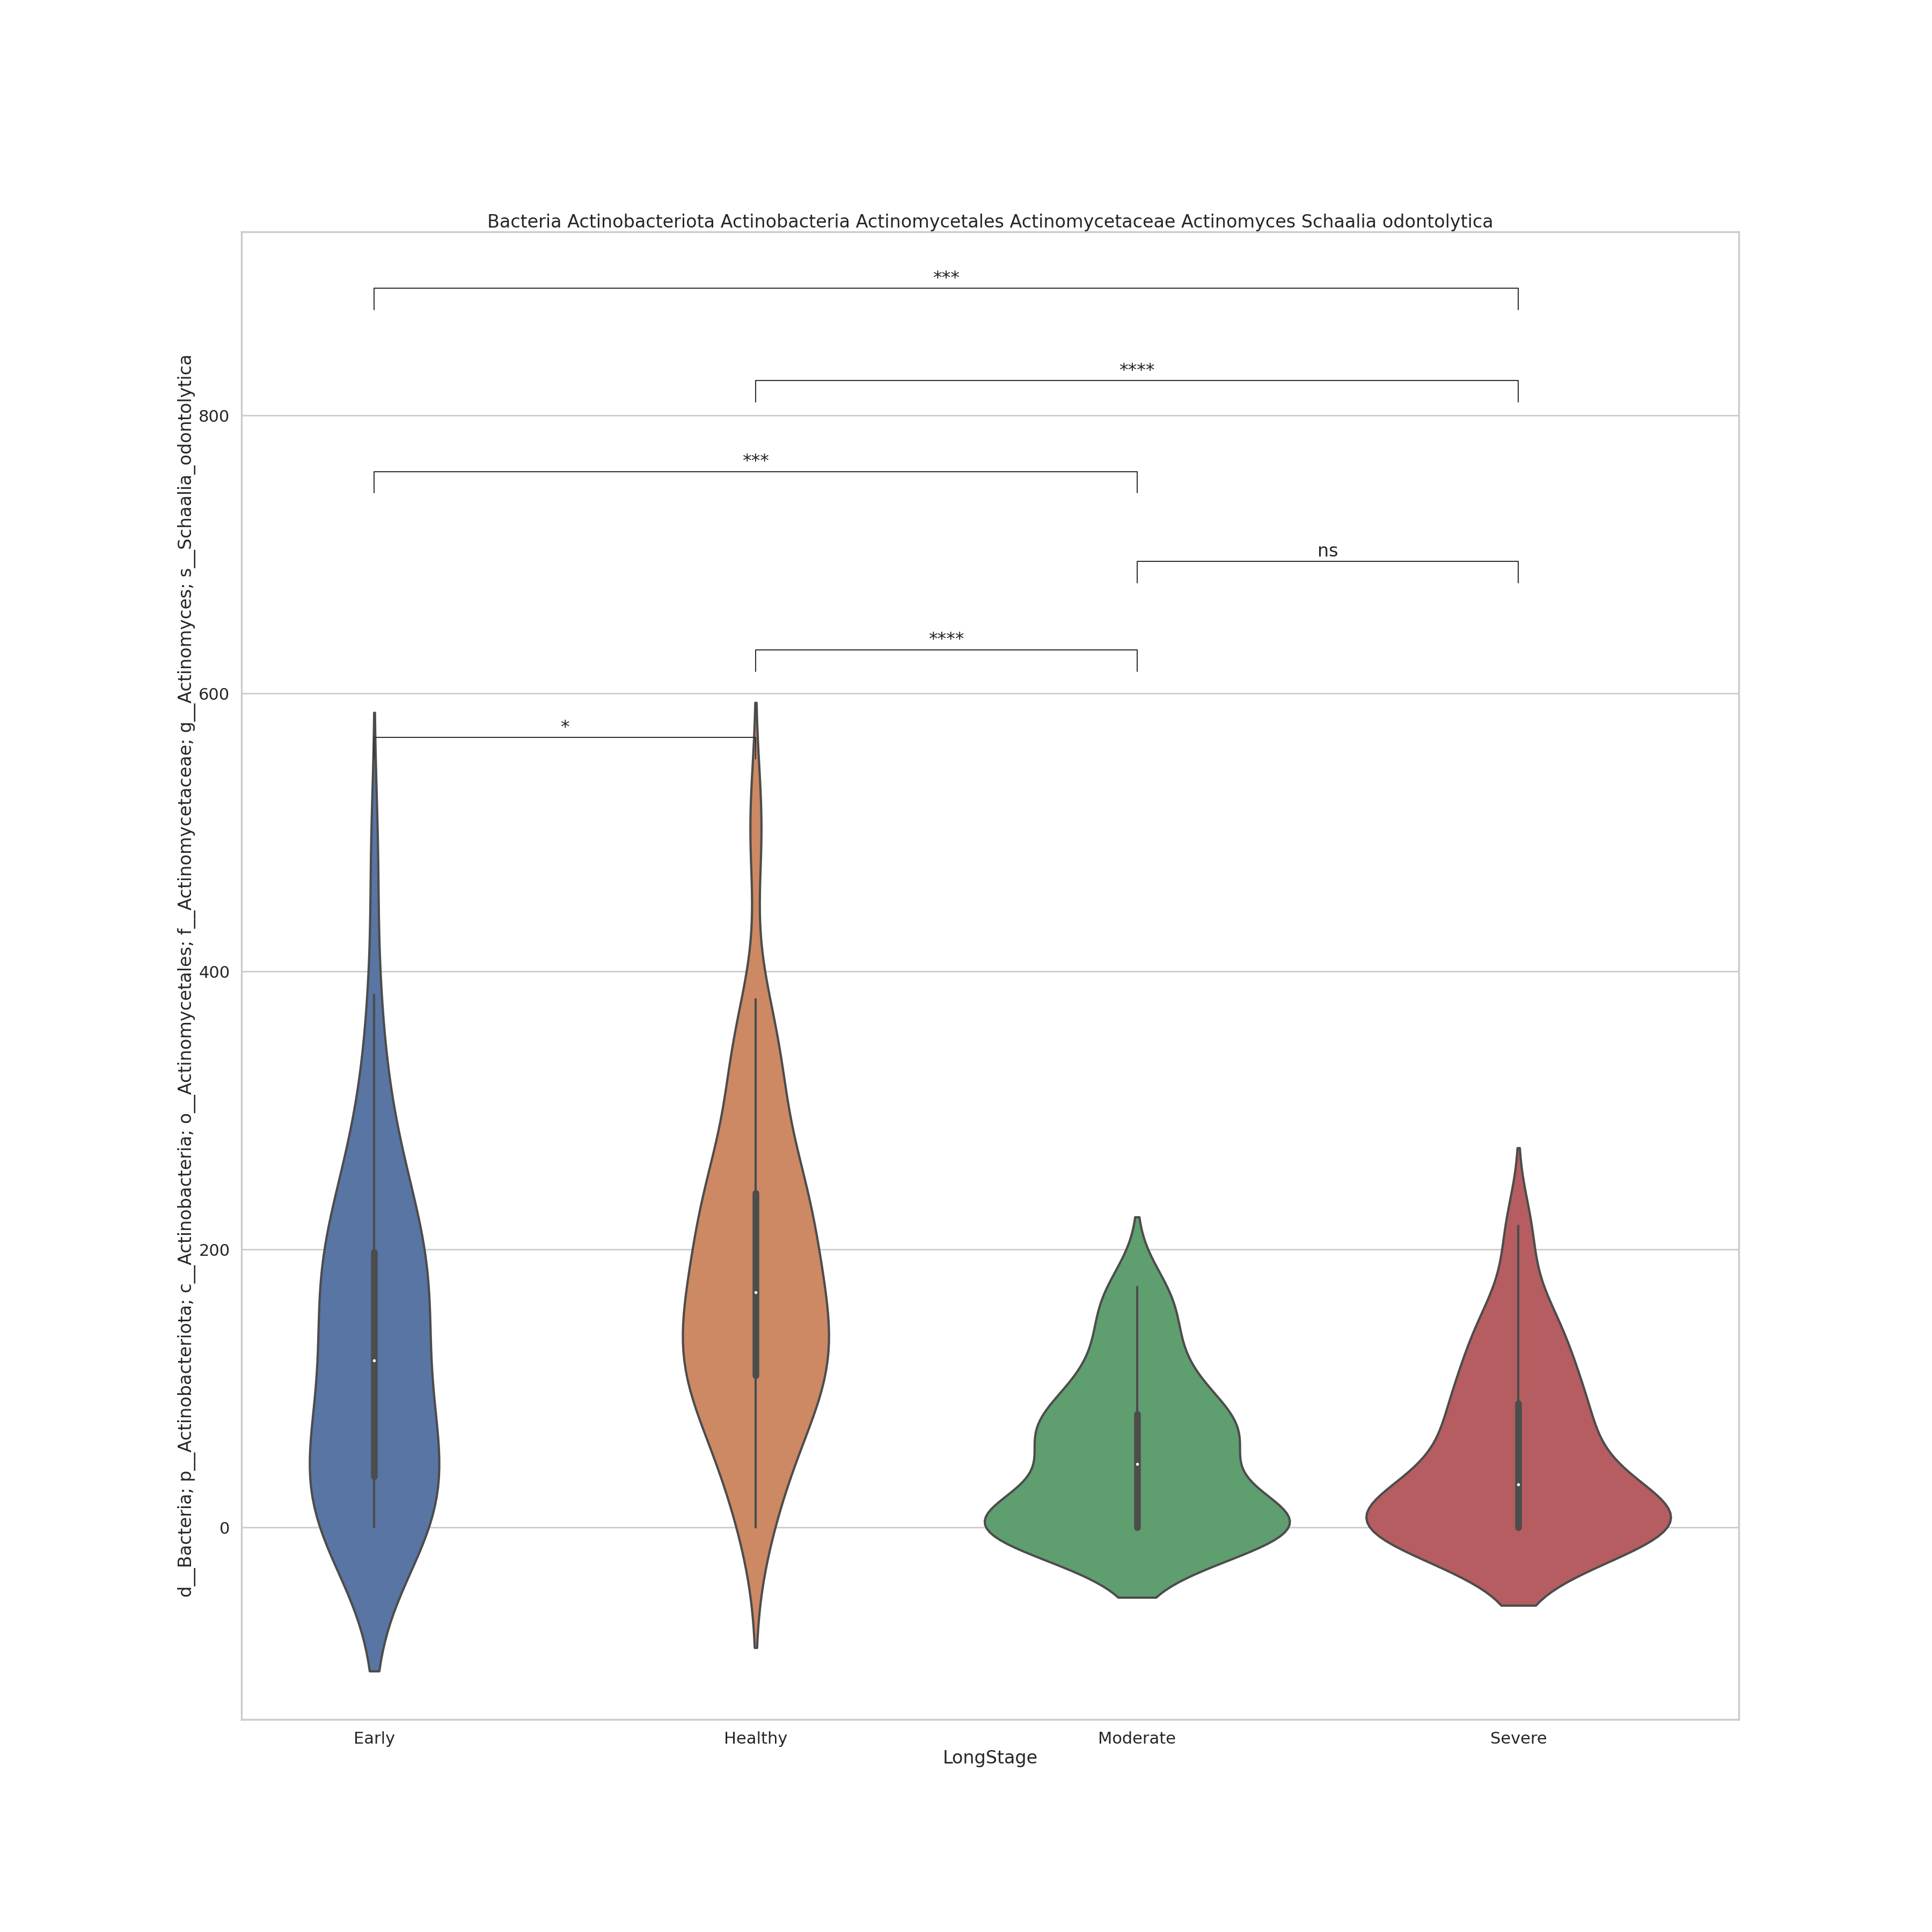 Bacteria Actinobacteriota Actinobacteria Actinomycetales Actinomycetaceae Actinomyces Schaalia odontolytica
d__Bacteria; p__Actinobacteriota; c__Actinobacteria; o__Actinomycetales; f__Actinomycetaceae; g__Actinomyces; s__Schaalia_odontolytica
***
****
800
***
ns
****
600
*
400
200
0
Early Healthy Moderate Severe
LongStage